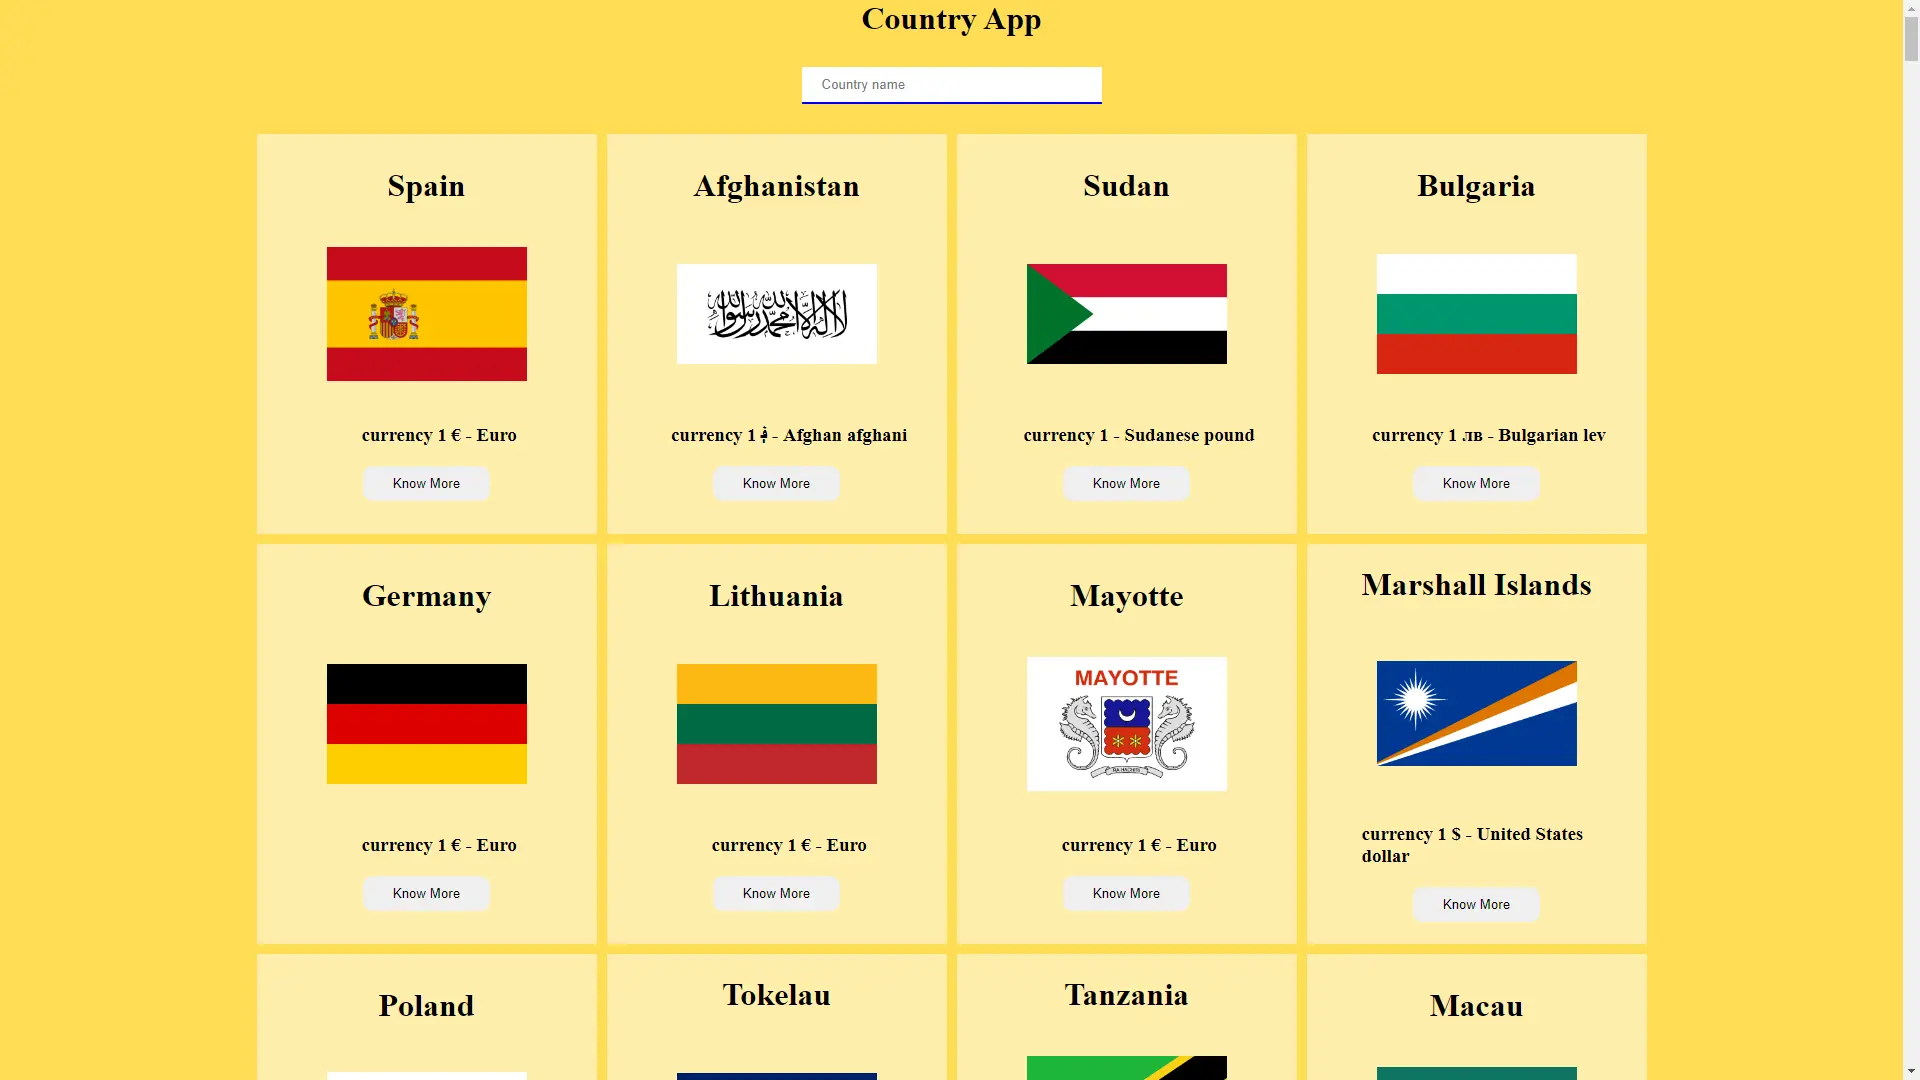 Country App
Country name
Spain
Afghanistan
Sudan
Bulgaria
لا إله إلا الله محمد رسول الله
currency 1 € - Euro
currency 1 ؋ - Afghan afghani
currency 1 - Sudanese pound
currency 1 лв - Bulgarian lev
Know More
Know More
Know More
Know More
Germany
Lithuania
Mayotte
Marshall Islands
MAYOTTE
currency 1 € - Euro
currency 1 € - Euro
currency 1 € - Euro
currency 1 $ - United States
dollar
Know More
Know More
Know More
Know More
Poland
Tokelau
Tanzania
Macau